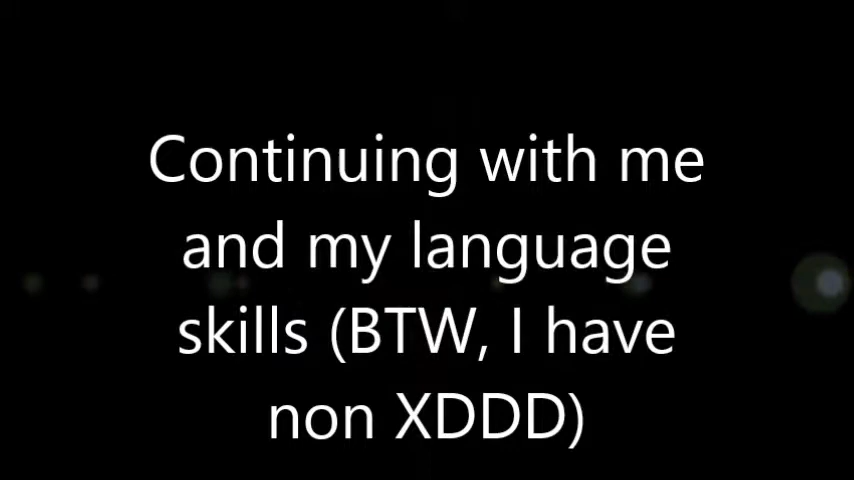 Continuing with me
and my language
skills (BTW, I have
non XDDD)